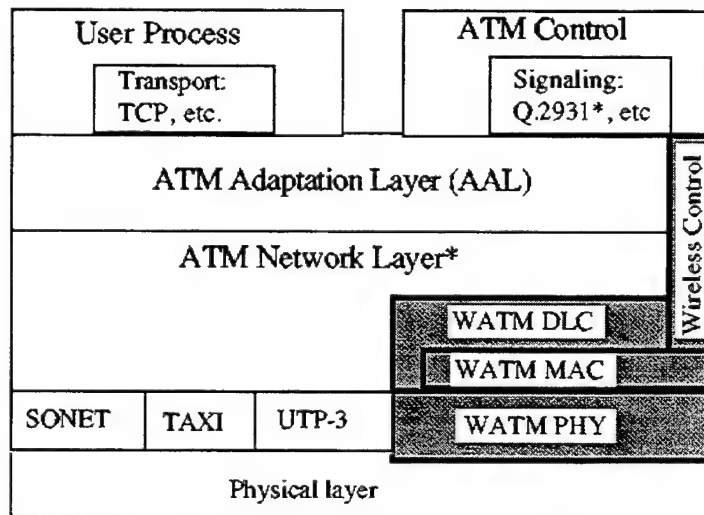 User Process
ATM Control
Transport:
TCP, etc.
Signaling:
Q.2931*, etc
ATM Adaptation Layer (AAL)
Wireless Control
ATM Network Layer*
WATM DLC
WATM MAC
SONET
TAXI
UTP-3
WATM PHY
Physical layer